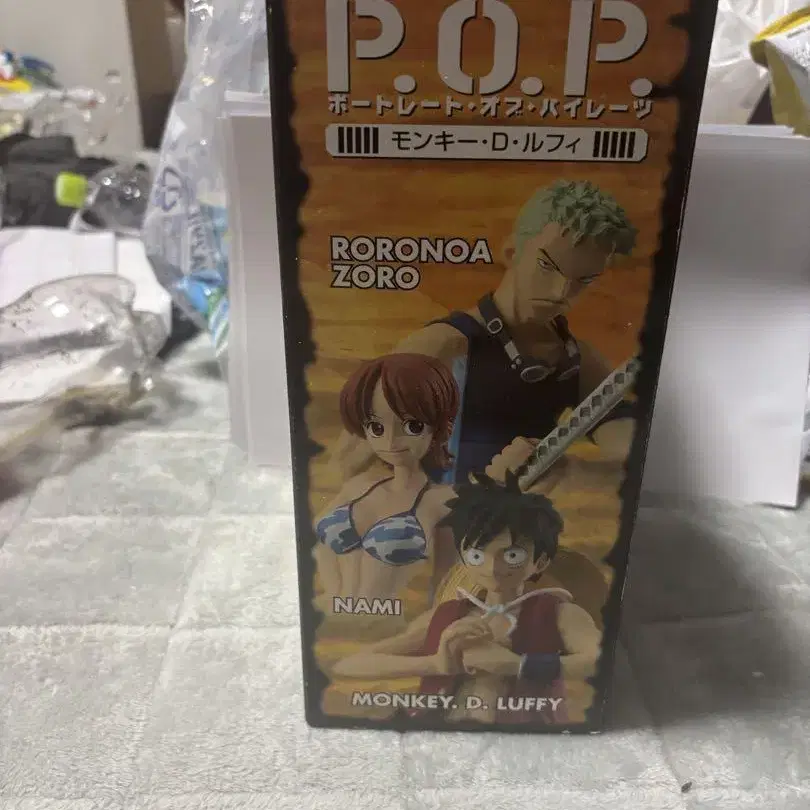 P.O.P.
ポートレート・オブ・パイレーツ
モンキー・D・ルフィ
RORONOA
ZORO
NAMI
MONKEY. D. LUFFY